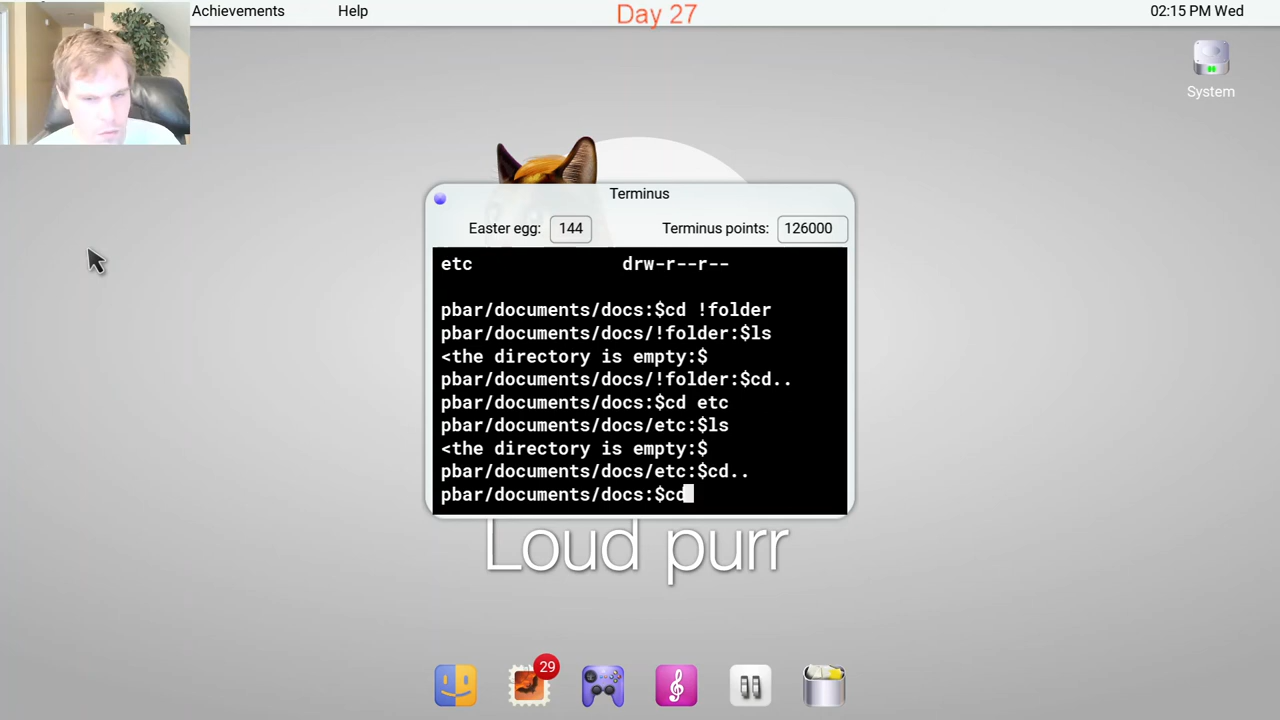 Achievements
Help
Day 27
02:15 PM Wed
System
Terminus
Easter egg: 144
Terminus points: 126000
etc drw-r--r--
pbar/documents/docs:$cd !folder
pbar/documents/docs/!folder:$ls
<the directory is empty:$
pbar/documents/docs/!folder:$cd..
pbar/documents/docs:$cd etc
pbar/documents/docs/etc:$ls
<the directory is empty:$
pbar/documents/docs/etc:$cd..
pbar/documents/docs:$cd
Loud purr
29